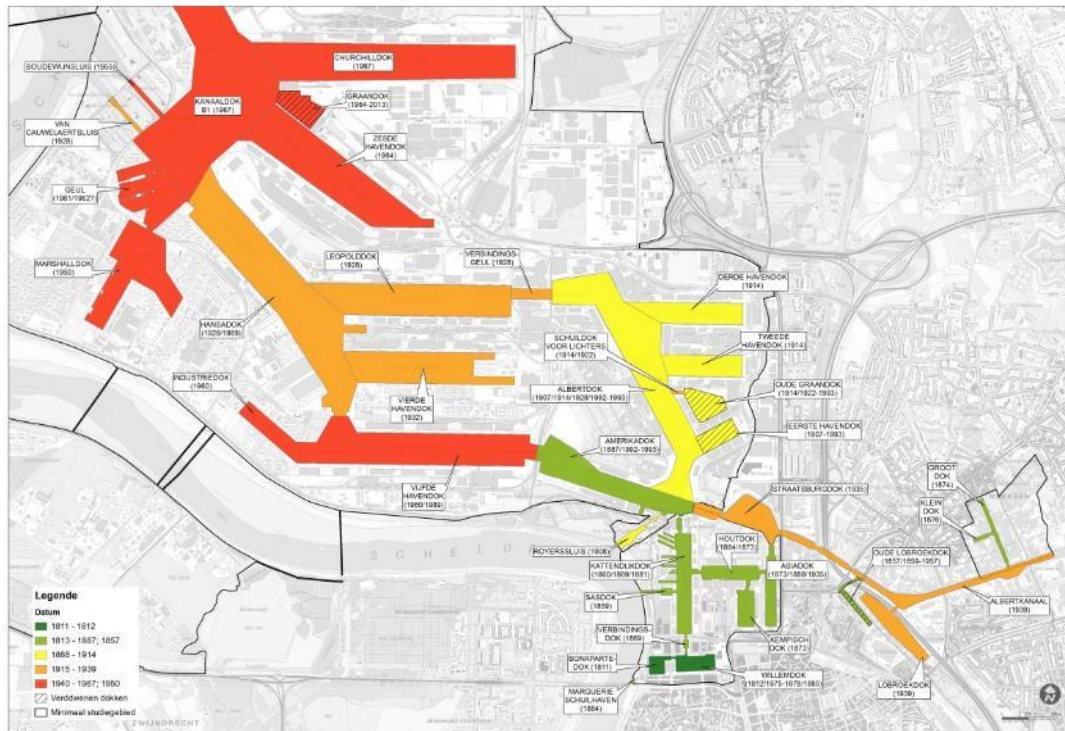 CHURCHILLDOK
(1967)
BOUDEWIJNSLUIS (1955)
KANAALDOK
B1 (1967)
GRAANDOK
(1964-2013)
VAN
CAUWELAERTSLUIS
(1928)
ZESDE
HAVENDOK
(1964)
GEUL
(1961/1962?)
MARSHALLDOK
(1950)
LEOPOLDDOK
(1926)
VERBINDINGS-
GEUL (1928)
DERDE HAVENDOK
(1914)
HANSADOK
(1926/1989)
SCHUILDOK
VOOR LICHTERS
(1914/1922)
TWEEDE
HAVENDOK (1914)
INDUSTRIEDOK
(1960)
VIERDE
HAVENDOK
(1932)
ALBERTDOK
(1907/1914/1928/1992-1993)
OUDE GRAANDOK
(1914/1922-1993)
EERSTE HAVENDOK
(1907-1993)
AMERIKADOK
(1887/1992-1993)
GROOT
DOK
(1874)
KLEIN
DOK
(1876)
VIJFDE
HAVENDOK
(1960/1989)
STRAATSBURGDOK (1935)
SCHELD
ROYERSSLUIS (1908)
HOUTDOK
(1864/1873)
OUDE LOBROEKDOK
(1857/1859-1957)
KATTENDIJKDOK
(1860/1869/1881)
ASIADOK
(1873/1888/1935)
SASDOK
(1859)
ALBERTKANAAL
(1939)
VERBINDINGS-
DOK (1869)
KEMPISCH
DOK (1873)
BONAPARTE-
DOK (1811)
WILLEMDOK
(1812/1875-1878/1885)
LOBROEKDOK
(1939)
MARGUERIE
SCHUILHAVEN
(1884)
Legende
Datum
1811 - 1812
1813 - 1887; 1857
1888 - 1914
1915 - 1939
1940 - 1967; 1950
Verddwenen dokken
Minimaal studiegebied
ZWIJNDRECHT
N